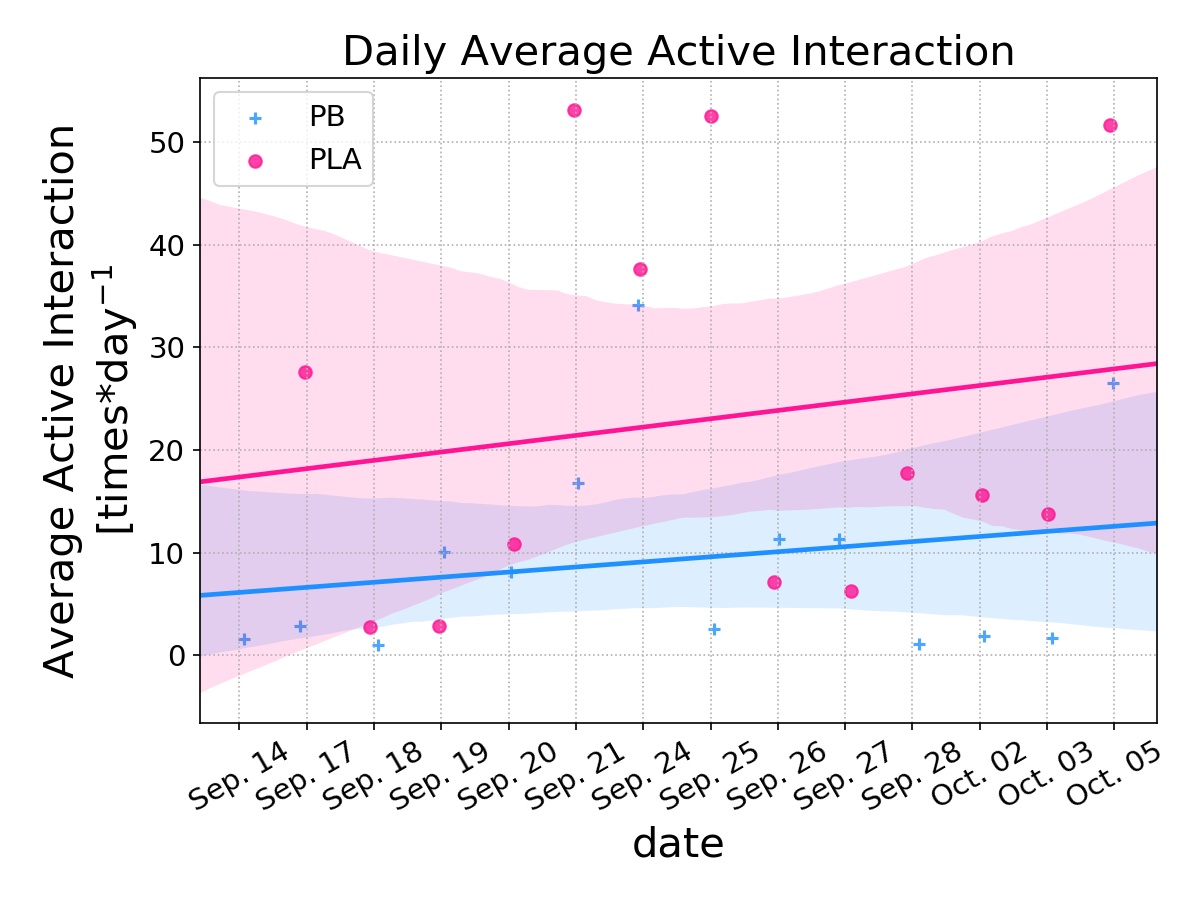 Daily Average Active Interaction
PB
PLA
Average Active Interaction
[times*day⁻¹]
50
40
30
20
10
0
Sep. 14
Sep. 17
Sep. 18
Sep. 19
Sep. 20
Sep. 21
Sep. 24
Sep. 25
Sep. 26
Sep. 27
Sep. 28
Oct. 02
Oct. 03
Oct. 05
date